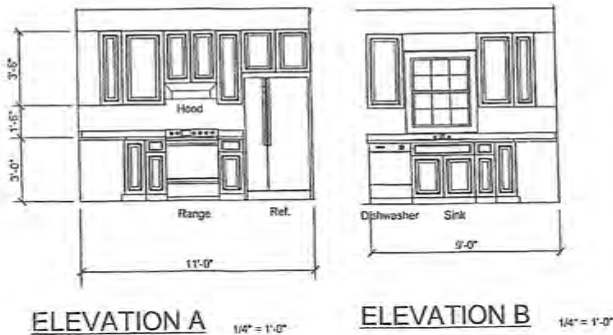 3'-6"
1'-6"
3'-0"
Hood
Range
Ref.
11'-0"
ELEVATION A
1/4" = 1'-0"
Dishwasher
Sink
9'-0"
ELEVATION B
1/4" = 1'-0"